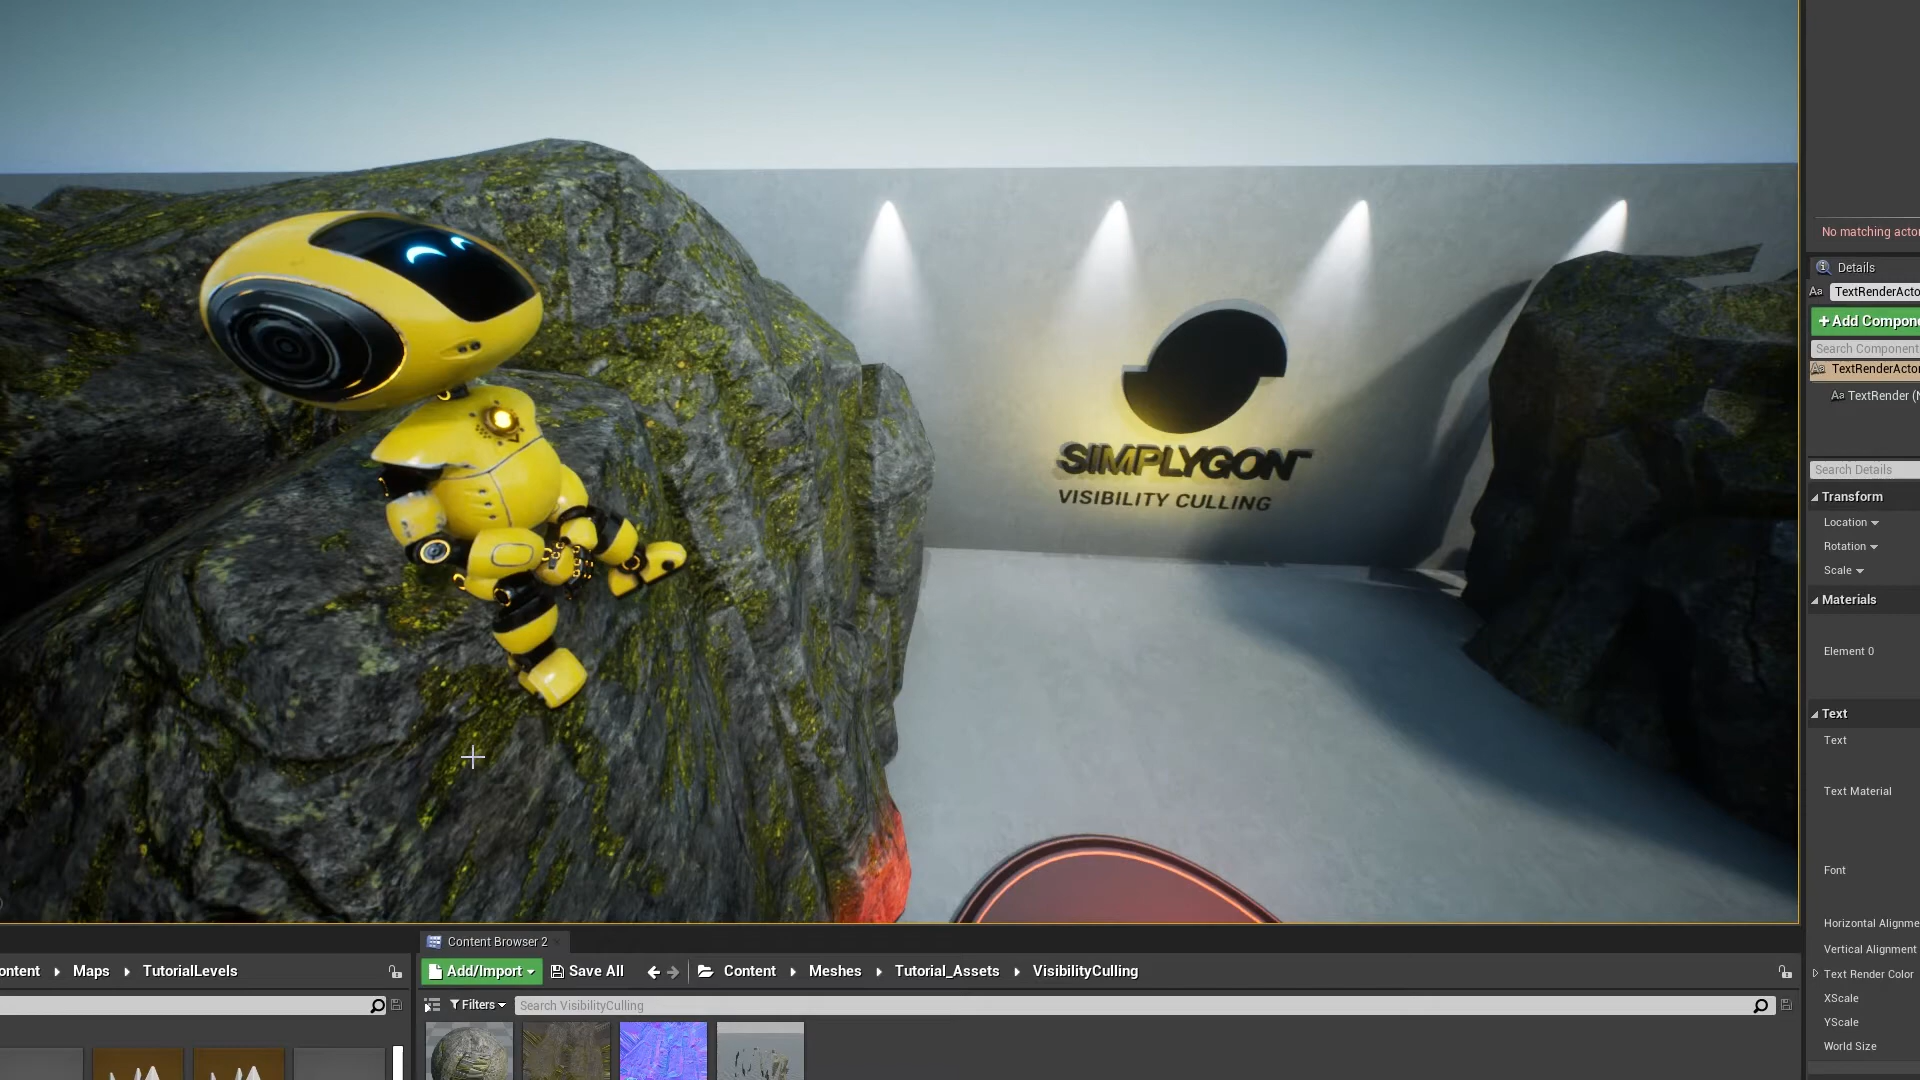 SIMPLYGON
VISIBILITY CULLING
No matching acto
Details
TextRenderActo
Add Compone
Search Component
TextRenderActor
TextRender (
Search Details
Transform
Location
Rotation
Scale
Materials
Element 0
Text
Text
Text Material
Font
Horizontal Alignme
Vertical Alignment
Text Render Color
XScale
YScale
World Size
Content Browser 2
ontent Maps TutorialLevels
Add/Import Save All Content Meshes Tutorial_Assets VisibilityCulling
Filters Search VisibilityCulling